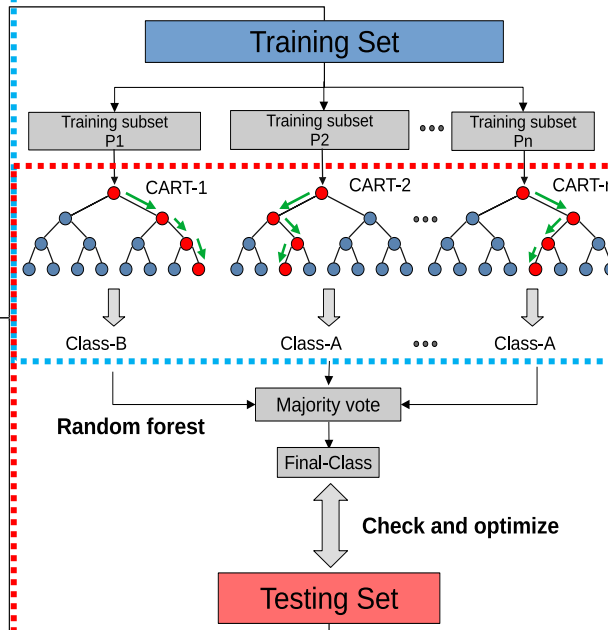 Training Set
Training subset
P1
Training subset
P2
Training subset
Pn
CART-1
CART-2
CART-n
Class-B
Class-A
Class-A
Majority vote
Random forest
Final-Class
Check and optimize
Testing Set